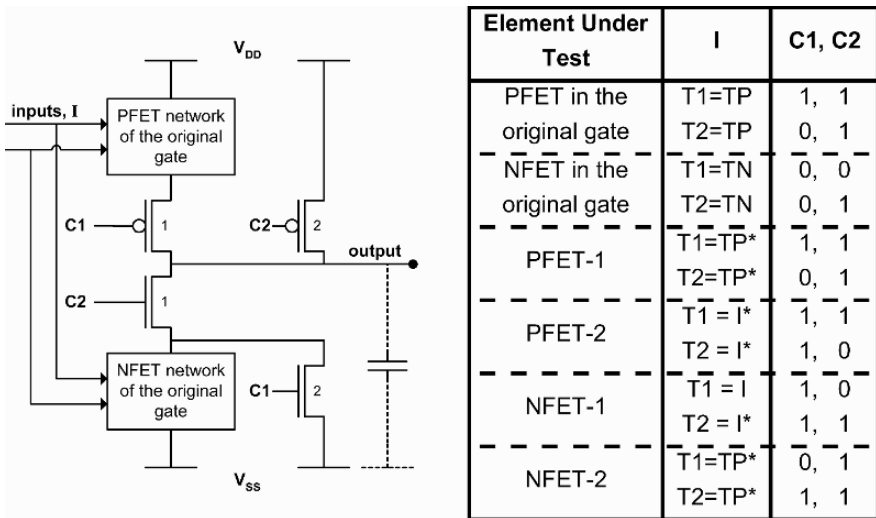 V_DD
inputs, I
PFET network
of the original
gate
C1
1
C2
2
output
C2
1
NFET network
of the original
gate
C1
2
V_SS
Element Under Test | I | C1, C2
PFET in the original gate | T1=TP | 1, 1
T2=TP | 0, 1
NFET in the original gate | T1=TN | 0, 0
T2=TN | 0, 1
PFET-1 | T1=TP* | 1, 1
T2=TP* | 0, 1
PFET-2 | T1 = I* | 1, 1
T2 = I* | 1, 0
NFET-1 | T1 = I | 1, 0
T2 = I* | 1, 1
NFET-2 | T1=TP* | 0, 1
T2=TP* | 1, 1